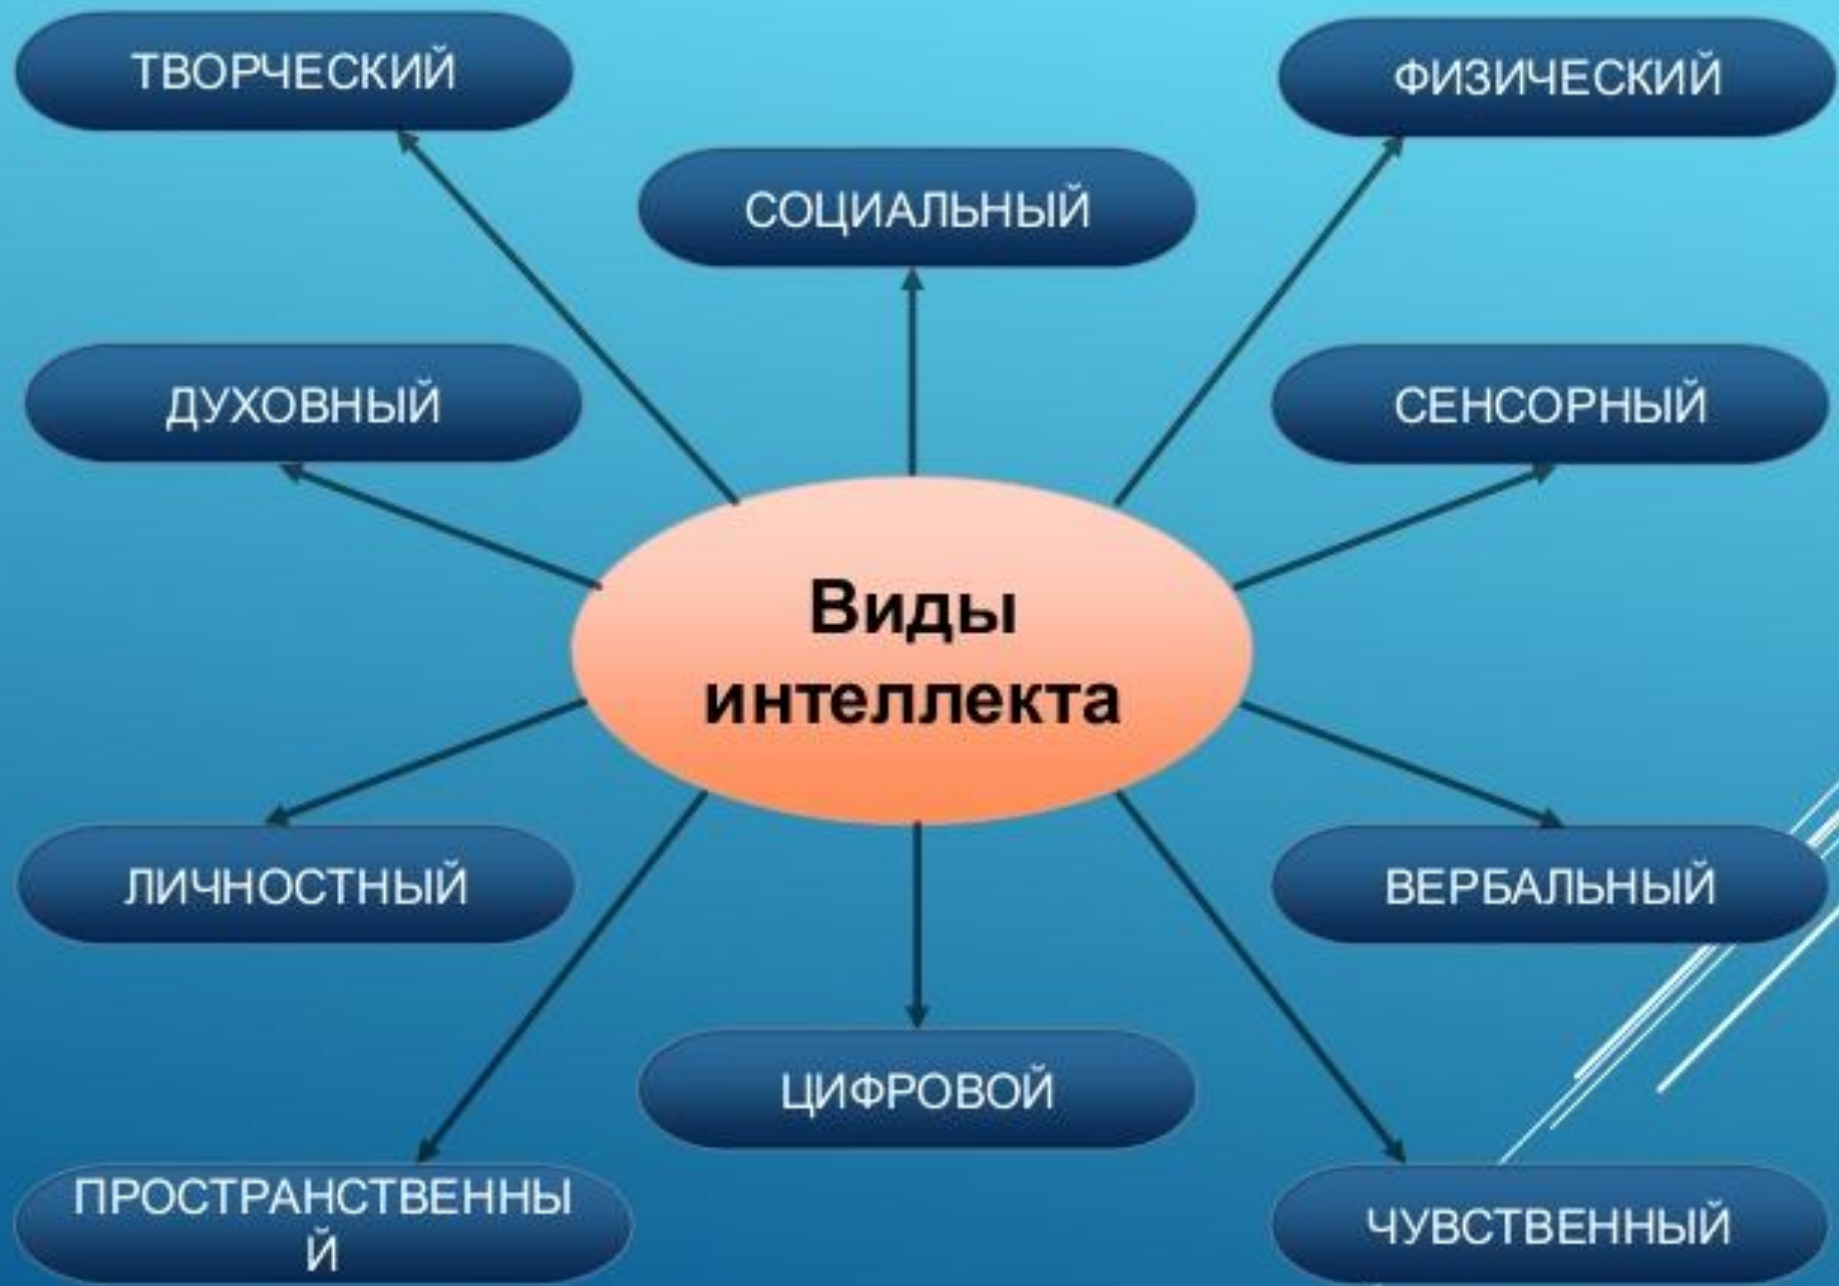 ТВОРЧЕСКИЙ
ФИЗИЧЕСКИЙ
СОЦИАЛЬНЫЙ
ДУХОВНЫЙ
СЕНСОРНЫЙ
Виды
интеллекта
ЛИЧНОСТНЫЙ
ВЕРБАЛЬНЫЙ
ЦИФРОВОЙ
ПРОСТРАНСТВЕННЫ
Й
ЧУВСТВЕННЫЙ